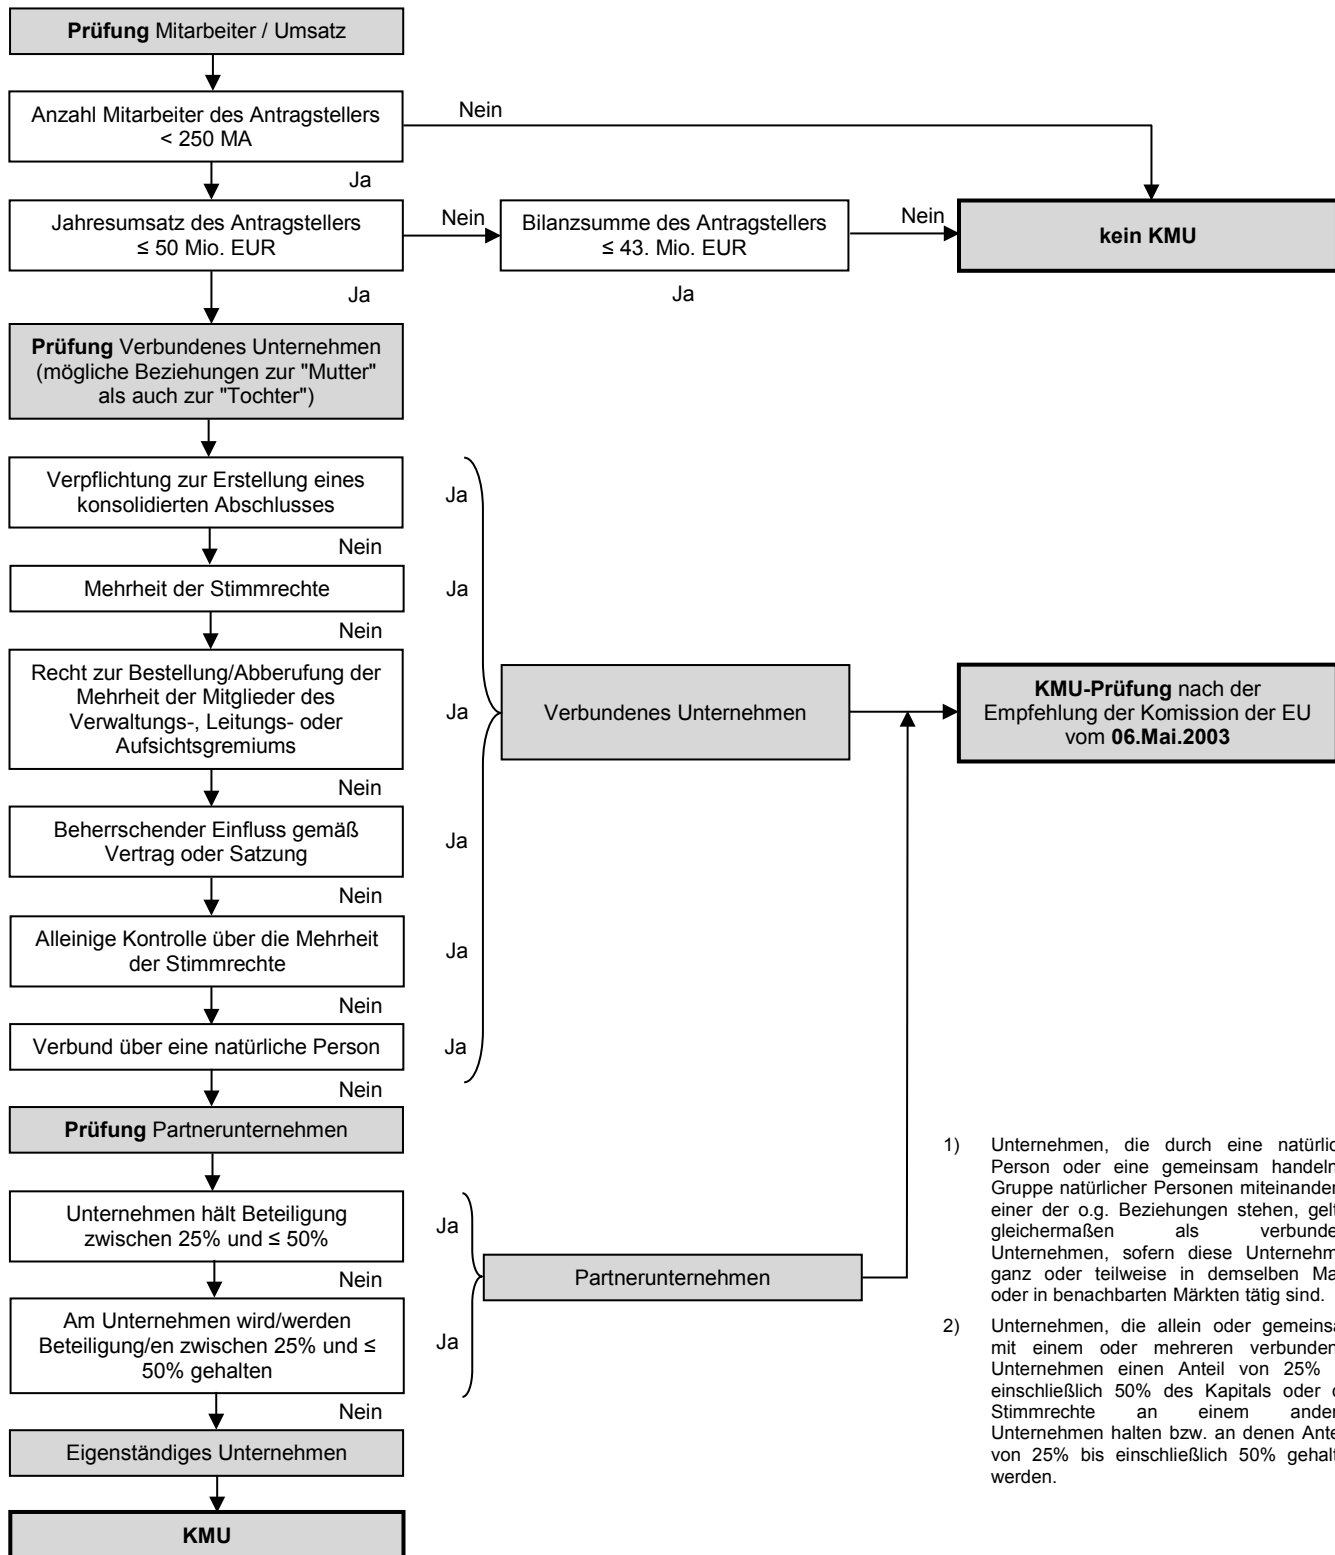 Prüfung Mitarbeiter / Umsatz
Anzahl Mitarbeiter des Antragstellers
< 250 MA
Nein
Ja
Jahresumsatz des Antragstellers
≤ 50 Mio. EUR
Nein
Bilanzsumme des Antragstellers
≤ 43. Mio. EUR
Nein
kein KMU
Ja
Ja
Prüfung Verbundenes Unternehmen
(mögliche Beziehungen zur "Mutter"
als auch zur "Tochter")
Verpflichtung zur Erstellung eines
konsolidierten Abschlusses
Ja
Nein
Mehrheit der Stimmrechte
Ja
Nein
Recht zur Bestellung/Abberufung der
Mehrheit der Mitglieder des
Verwaltungs-, Leitungs- oder
Aufsichtsgremiums
Ja
Verbundenes Unternehmen
KMU-Prüfung nach der
Empfehlung der Komission der EU
vom 06.Mai.2003
Nein
Beherrschender Einfluss gemäß
Vertrag oder Satzung
Ja
Nein
Alleinige Kontrolle über die Mehrheit
der Stimmrechte
Ja
Nein
Verbund über eine natürliche Person
Ja
Nein
Prüfung Partnerunternehmen
Unternehmen hält Beteiligung
zwischen 25% und ≤ 50%
Ja
Nein
Partnerunternehmen
Am Unternehmen wird/werden
Beteiligung/en zwischen 25% und ≤
50% gehalten
Ja
Nein
Eigenständiges Unternehmen
KMU
1) Unternehmen, die durch eine
Person oder eine gemeinsam
Gruppe natürlicher Personen miteinander
einer der o.g. Beziehungen stehen,
gleichermaßen als
Unternehmen, sofern diese
ganz oder teilweise in demselben
oder in benachbarten Märkten tätig sind.
2) Unternehmen, die allein oder
mit einem oder mehreren
Unternehmen einen Anteil von 25%
einschließlich 50% des Kapitals oder
Stimmrechte an einem
Unternehmen halten bzw. an denen
von 25% bis einschließlich 50%
werden.